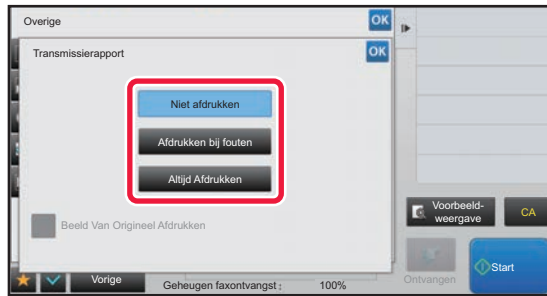 Overige
OK
Transmissierapport
OK
Niet afdrukken
Afdrukken bij fouten
Altijd Afdrukken
Beeld Van Origineel Afdrukken
Voorbeeld-
weergave
CA
Vorige
Geheugen faxontvangst :
100%
Ontvangen
Start